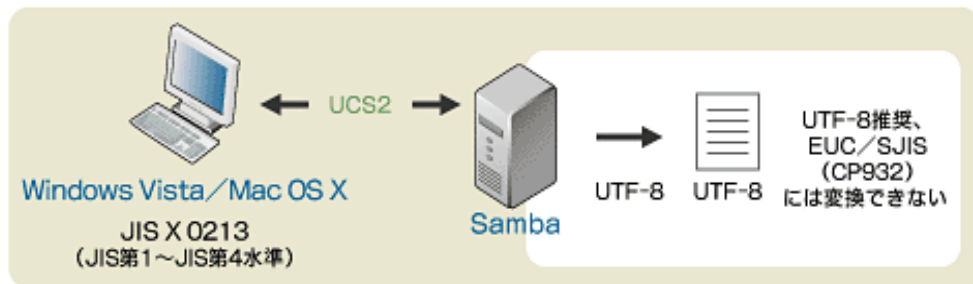 UCS2
Windows Vista／Mac OS X
JIS X 0213
（JIS第1～JIS第4水準）
Samba
UTF-8
UTF-8
UTF-8推奨、
EUC／SJIS
（CP932）
には変換できない